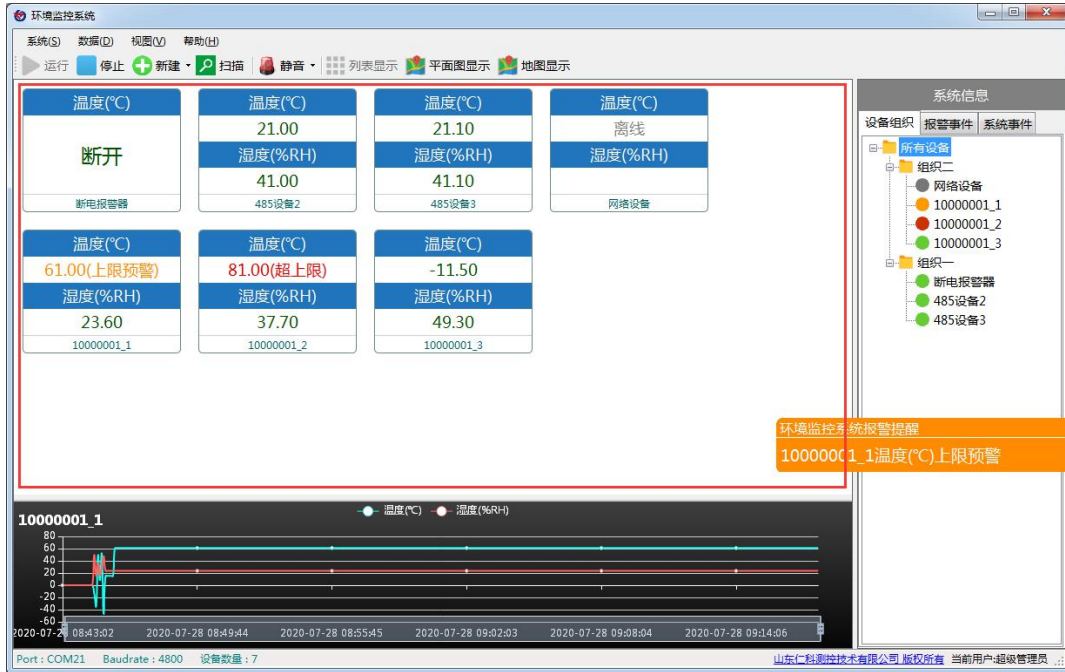 环境监控系统
系统(S) 数据(D) 视图(V) 帮助(H)
运行 停止 新建 扫描 静音 列表显示 平面图显示 地图显示
温度(℃) 温度(℃) 温度(℃) 温度(℃)
断开 21.00 21.10 离线
湿度(%RH) 湿度(%RH) 湿度(%RH)
41.00 41.10
断电报警器 485设备2 485设备3 网络设备
温度(℃) 温度(℃) 温度(℃)
61.00(上限预警) 81.00(超上限) -11.50
湿度(%RH) 湿度(%RH) 湿度(%RH)
23.60 37.70 49.30
10000001_1 10000001_2 10000001_3
系统信息
设备组织 报警事件 系统事件
所有设备
组织二
网络设备
10000001_1
10000001_2
10000001_3
组织一
断电报警器
485设备2
485设备3
环境监控系统报警提醒
10000001_1温度(℃)上限预警
10000001_1
温度(℃) 湿度(%RH)
80
60
40
20
0
-20
-40
-60
2020-07-28 08:43:02 2020-07-28 08:49:44 2020-07-28 08:55:45 2020-07-28 09:02:03 2020-07-28 09:08:04 2020-07-28 09:14:06
Port : COM21 Baudrate : 4800 设备数量 : 7 山东仁科测控技术有限公司 版权所有 当前用户:超级管理员